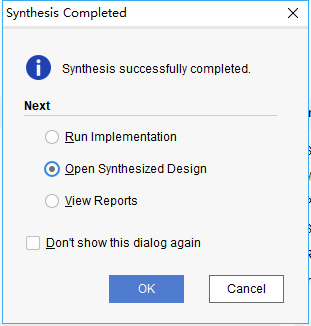 Synthesis Completed
Synthesis successfully completed.
Next
Run Implementation
Open Synthesized Design
View Reports
Don't show this dialog again
OK
Cancel